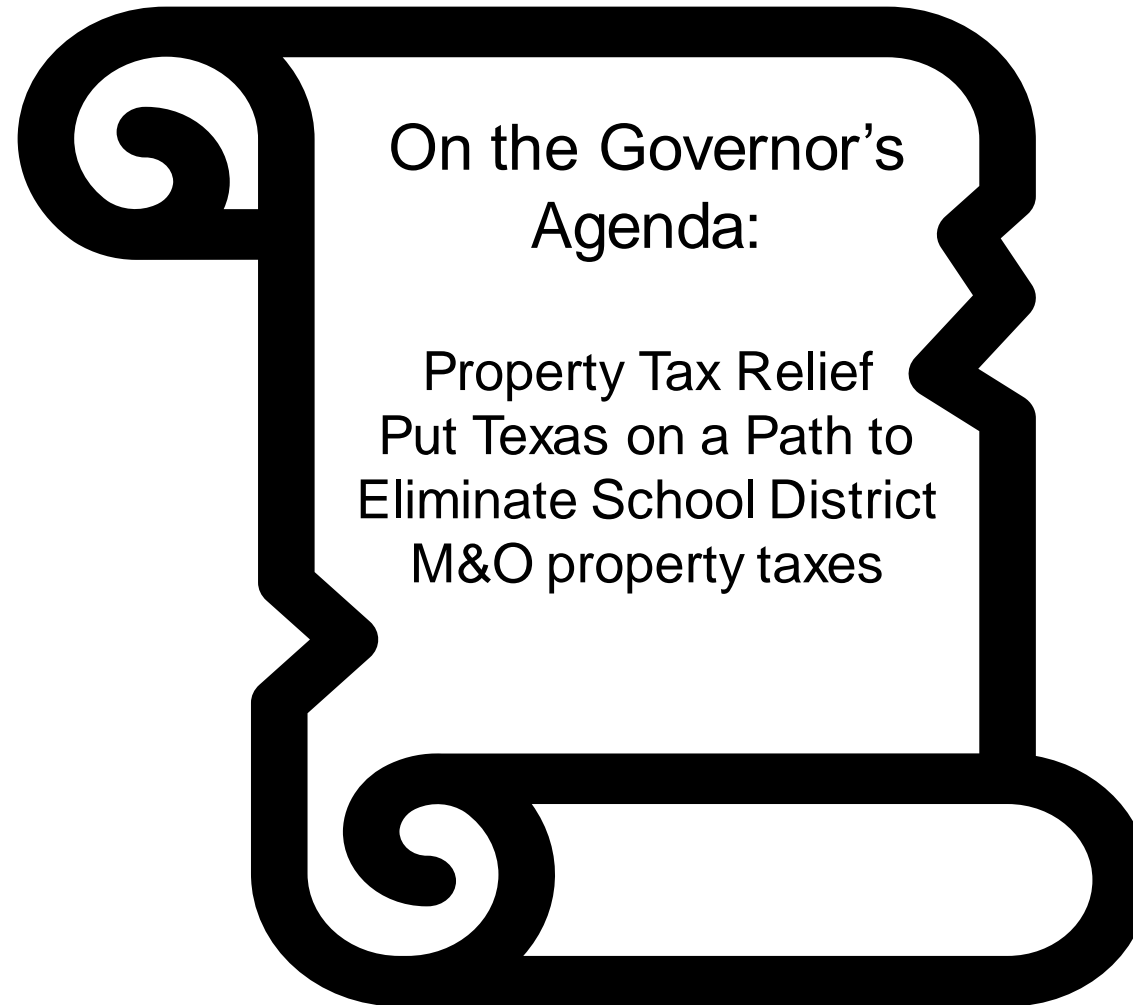 On the Governor’s
Agenda:
Property Tax Relief
Put Texas on a Path to
Eliminate School District
M&O property taxes